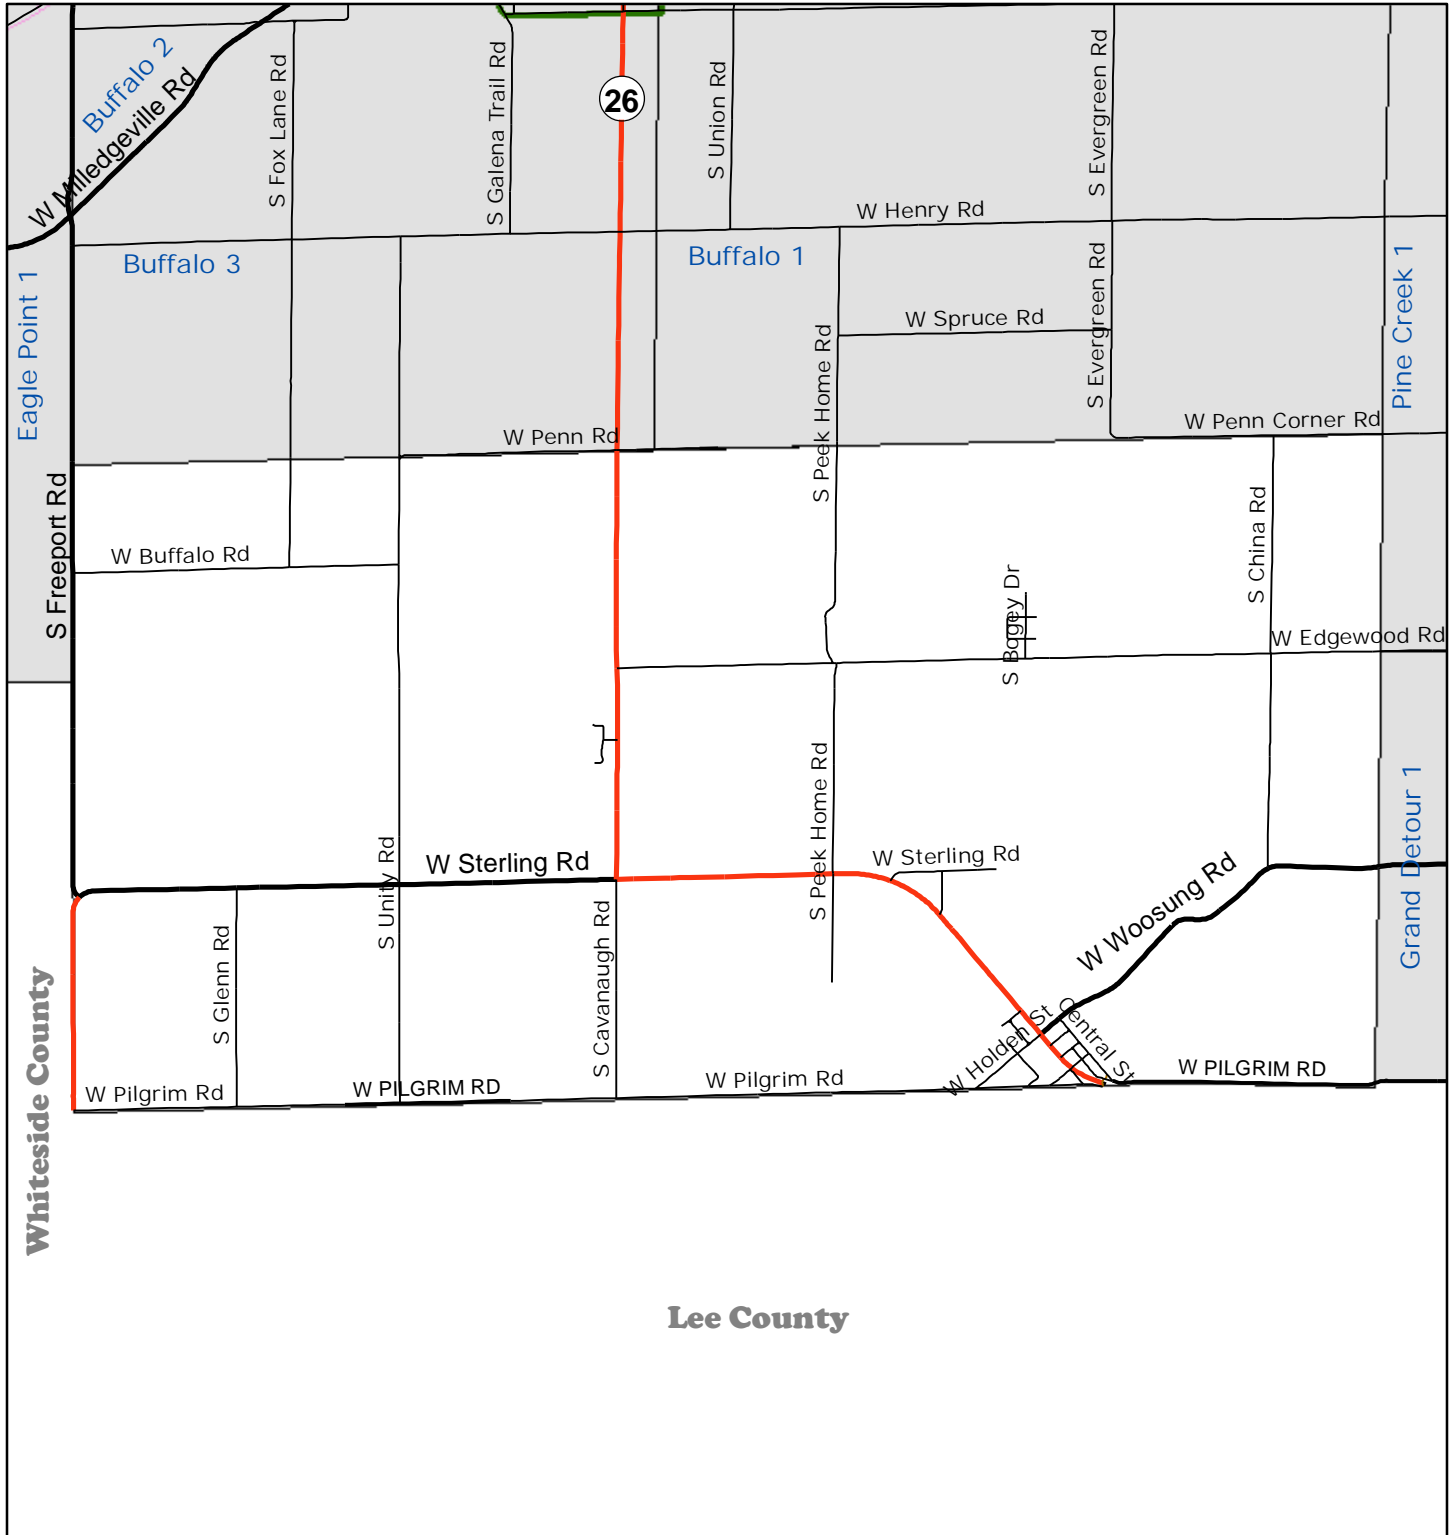 Buffalo 2
W Milledgeville Rd
S Fox Lane Rd
S Galena Trail Rd
26
S Union Rd
S Evergreen Rd
W Henry Rd
Buffalo 3
Buffalo 1
Eagle Point 1
S Evergreen Rd
Pine Creek 1
W Spruce Rd
S Peek Home Rd
W Penn Rd
W Penn Corner Rd
S Freeport Rd
W Buffalo Rd
S China Rd
S Bogey Dr
W Edgewood Rd
S Peek Home Rd
Grand Detour 1
S Unity Rd
W Sterling Rd
W Sterling Rd
W Woosung Rd
S Glenn Rd
S Cavanaugh Rd
W Holden St
Central St
W Pilgrim Rd
W PILGRIM RD
W Pilgrim Rd
W PILGRIM RD
Whiteside County
Lee County